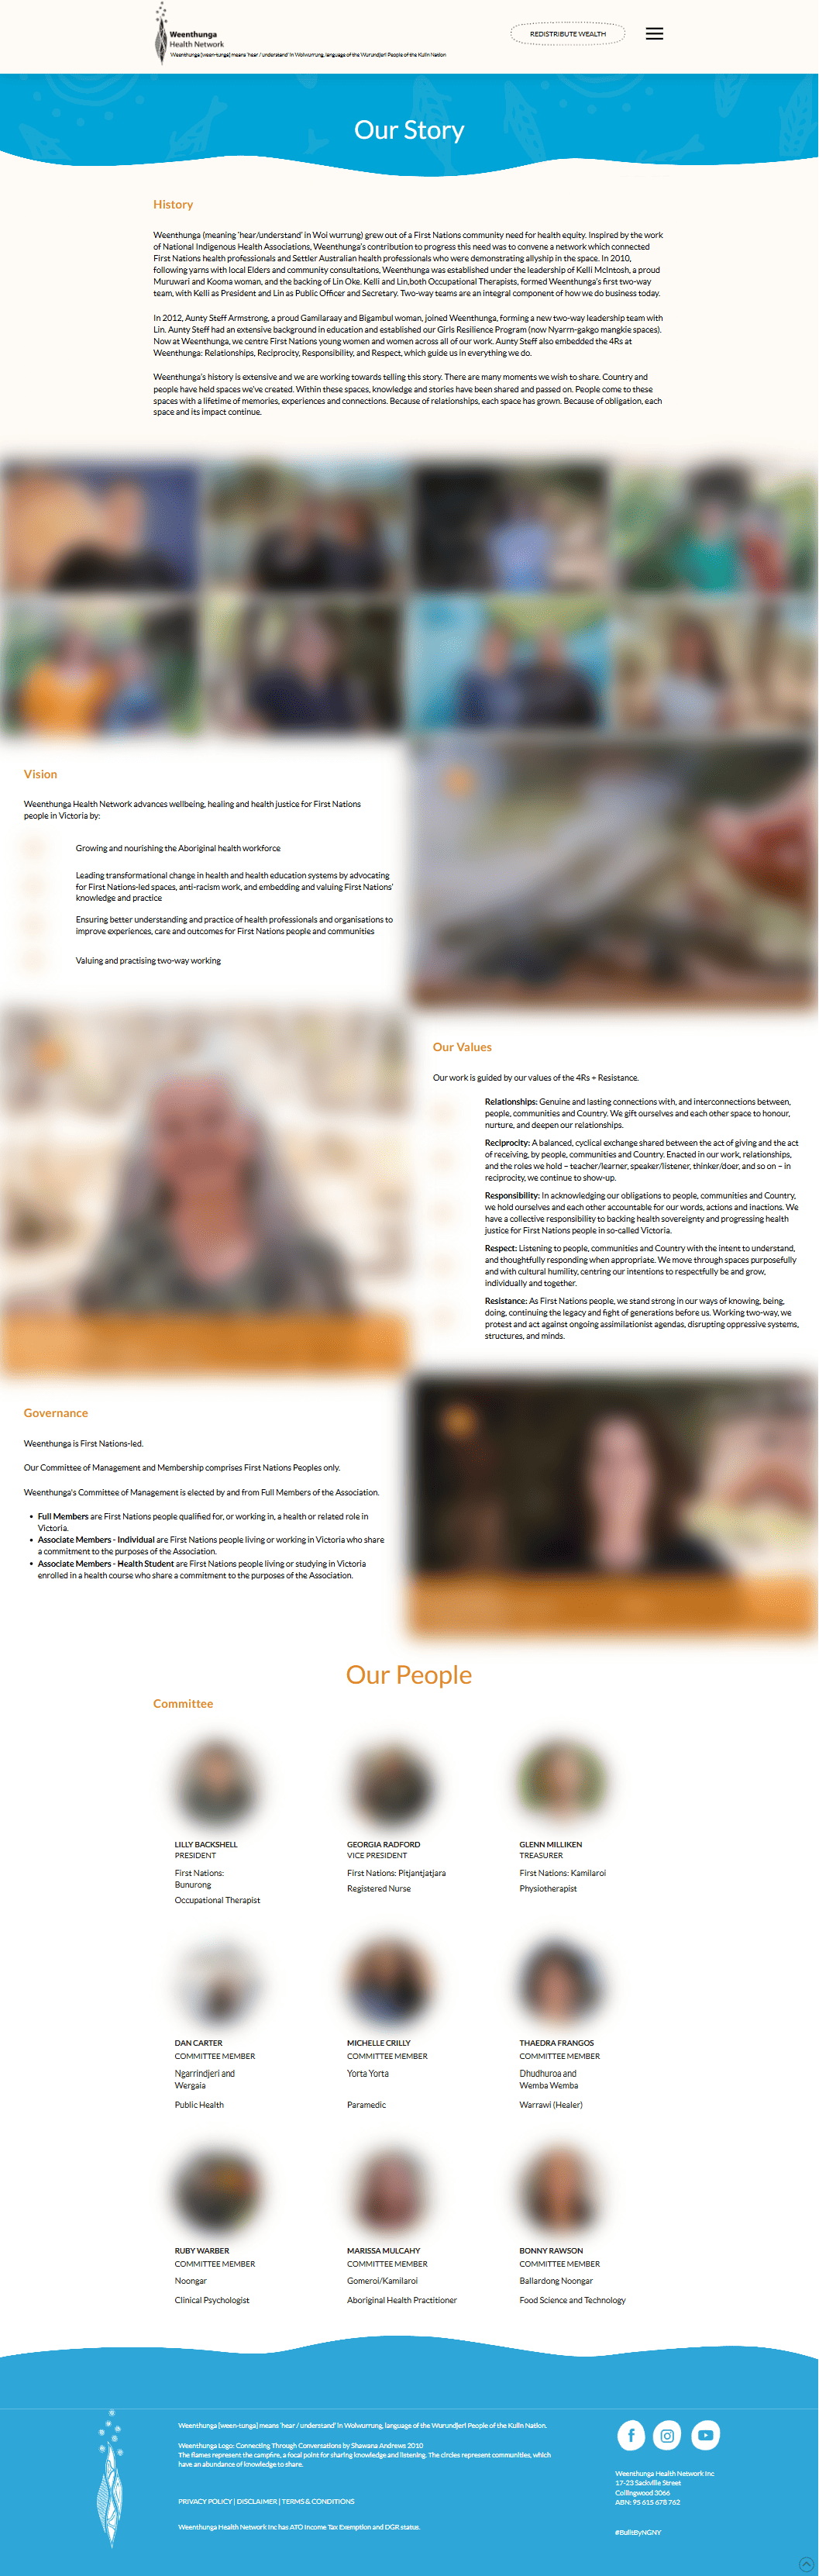 Weenthunga
Health Network
Weenthunga [ween-tunga] means 'hear / understand' in Woiwurrung, language of the Wurundjeri People of the Kulin Nation
REDISTRIBUTE WEALTH
Our Story
History
Weenthunga (meaning 'hear/understand' in Woi wurrung) grew out of a First Nations community need for health equity. Inspired by the work
of National Indigenous Health Associations, Weenthunga's contribution to progress this need was to convene a network which connected
First Nations health professionals and Settler Australian health professionals who were demonstrating allyship in the space. In 2010,
following yarns with local Elders and community consultations, Weenthunga was established under the leadership of Kelli McIntosh, a proud
Muruwari and Kooma woman, and the backing of Lin Oke. Kelli and Lin,both Occupational Therapists, formed Weenthunga's first two-way
team, with Kelli as President and Lin as Public Officer and Secretary. Two-way teams are an integral component of how we do business today.
In 2012, Aunty Steff Armstrong, a proud Gamilaraay and Bigambul woman, joined Weenthunga, forming a new two-way leadership team with
Lin. Aunty Steff had an extensive background in education and established our Girls Resilience Program (now Nyarrn-gakgo mangkie spaces).
Now at Weenthunga, we centre First Nations young women and women across all of our work. Aunty Steff also embedded the 4Rs at
Weenthunga: Relationships, Reciprocity, Responsibility, and Respect, which guide us in everything we do.
Weenthunga's history is extensive and we are working towards telling this story. There are many moments we wish to share. Country and
people have held spaces we've created. Within these spaces, knowledge and stories have been shared and passed on. People come to these
spaces with a lifetime of memories, experiences and connections. Because of relationships, each space has grown. Because of obligation, each
space and its impact continue.
Vision
Weenthunga Health Network advances wellbeing, healing and health justice for First Nations
people in Victoria by:
Growing and nourishing the Aboriginal health workforce
Leading transformational change in health and health education systems by advocating
for First Nations-led spaces, anti-racism work, and embedding and valuing First Nations'
knowledge and practice
Ensuring better understanding and practice of health professionals and organisations to
improve experiences, care and outcomes for First Nations people and communities
Valuing and practising two-way working
Our Values
Our work is guided by our values of the 4Rs + Resistance.
Relationships: Genuine and lasting connections with, and interconnections between,
people, communities and Country. We gift ourselves and each other space to honour,
nurture, and deepen our relationships.
Reciprocity: A balanced, cyclical exchange shared between the act of giving and the act
of receiving, by people, communities and Country. Enacted in our work, relationships,
and the roles we hold – teacher/learner, speaker/listener, thinker/doer, and so on – in
reciprocity, we continue to show-up.
Responsibility: In acknowledging our obligations to people, communities and Country,
we hold ourselves and each other accountable for our words, actions and inactions. We
have a collective responsibility to backing health sovereignty and progressing health
justice for First Nations people in so-called Victoria.
Respect: Listening to people, communities and Country with the intent to understand,
and thoughtfully responding when appropriate. We move through spaces purposefully
and with cultural humility, centring our intentions to respectfully be and grow,
individually and together.
Resistance: As First Nations people, we stand strong in our ways of knowing, being,
doing, continuing the legacy and fight of generations before us. Working two-way, we
protest and act against ongoing assimilationist agendas, disrupting oppressive systems,
structures, and minds.
Governance
Weenthunga is First Nations-led.
Our Committee of Management and Membership comprises First Nations Peoples only.
Weenthunga's Committee of Management is elected by and from Full Members of the Association.
• Full Members are First Nations people qualified for, or working in, a health or related role in
Victoria.
• Associate Members - Individual are First Nations people living or working in Victoria who share
a commitment to the purposes of the Association.
• Associate Members - Health Student are First Nations people living or studying in Victoria
enrolled in a health course who share a commitment to the purposes of the Association.
Our People
Committee
LILLY BACKSHELL
PRESIDENT
First Nations:
Bunurong
Occupational Therapist
GEORGIA RADFORD
VICE PRESIDENT
First Nations: Pitjantjatjara
Registered Nurse
GLENN MILLIKEN
TREASURER
First Nations: Kamilaroi
Physiotherapist
DAN CARTER
COMMITTEE MEMBER
Ngarrindjeri and
Wergaia
Public Health
MICHELLE CRILLY
COMMITTEE MEMBER
Yorta Yorta
Paramedic
THAEDRA FRANGOS
COMMITTEE MEMBER
Dhudhuroa and
Wemba Wemba
Warrawi (Healer)
RUBY WARBER
COMMITTEE MEMBER
Noongar
Clinical Psychologist
MARISSA MULCAHY
COMMITTEE MEMBER
Gomeroi/Kamilaroi
Aboriginal Health Practitioner
BONNY RAWSON
COMMITTEE MEMBER
Ballardong Noongar
Food Science and Technology
Weenthunga [ween-tunga] means 'hear / understand' in Woiwurrung, language of the Wurundjeri People of the Kulin Nation.
Weenthunga Logo: Connecting Through Conversations by Shawana Andrews 2010
The flames represent the campfire, a focal point for sharing knowledge and listening. The circles represent communities, which
have an abundance of knowledge to share.
PRIVACY POLICY | DISCLAIMER | TERMS & CONDITIONS
Weenthunga Health Network Inc has ATO Income Tax Exemption and DGR status.
Weenthunga Health Network Inc
17-23 Sackville Street
Collingwood 3066
ABN: 95 615 678 762
#BuiltByNGNY